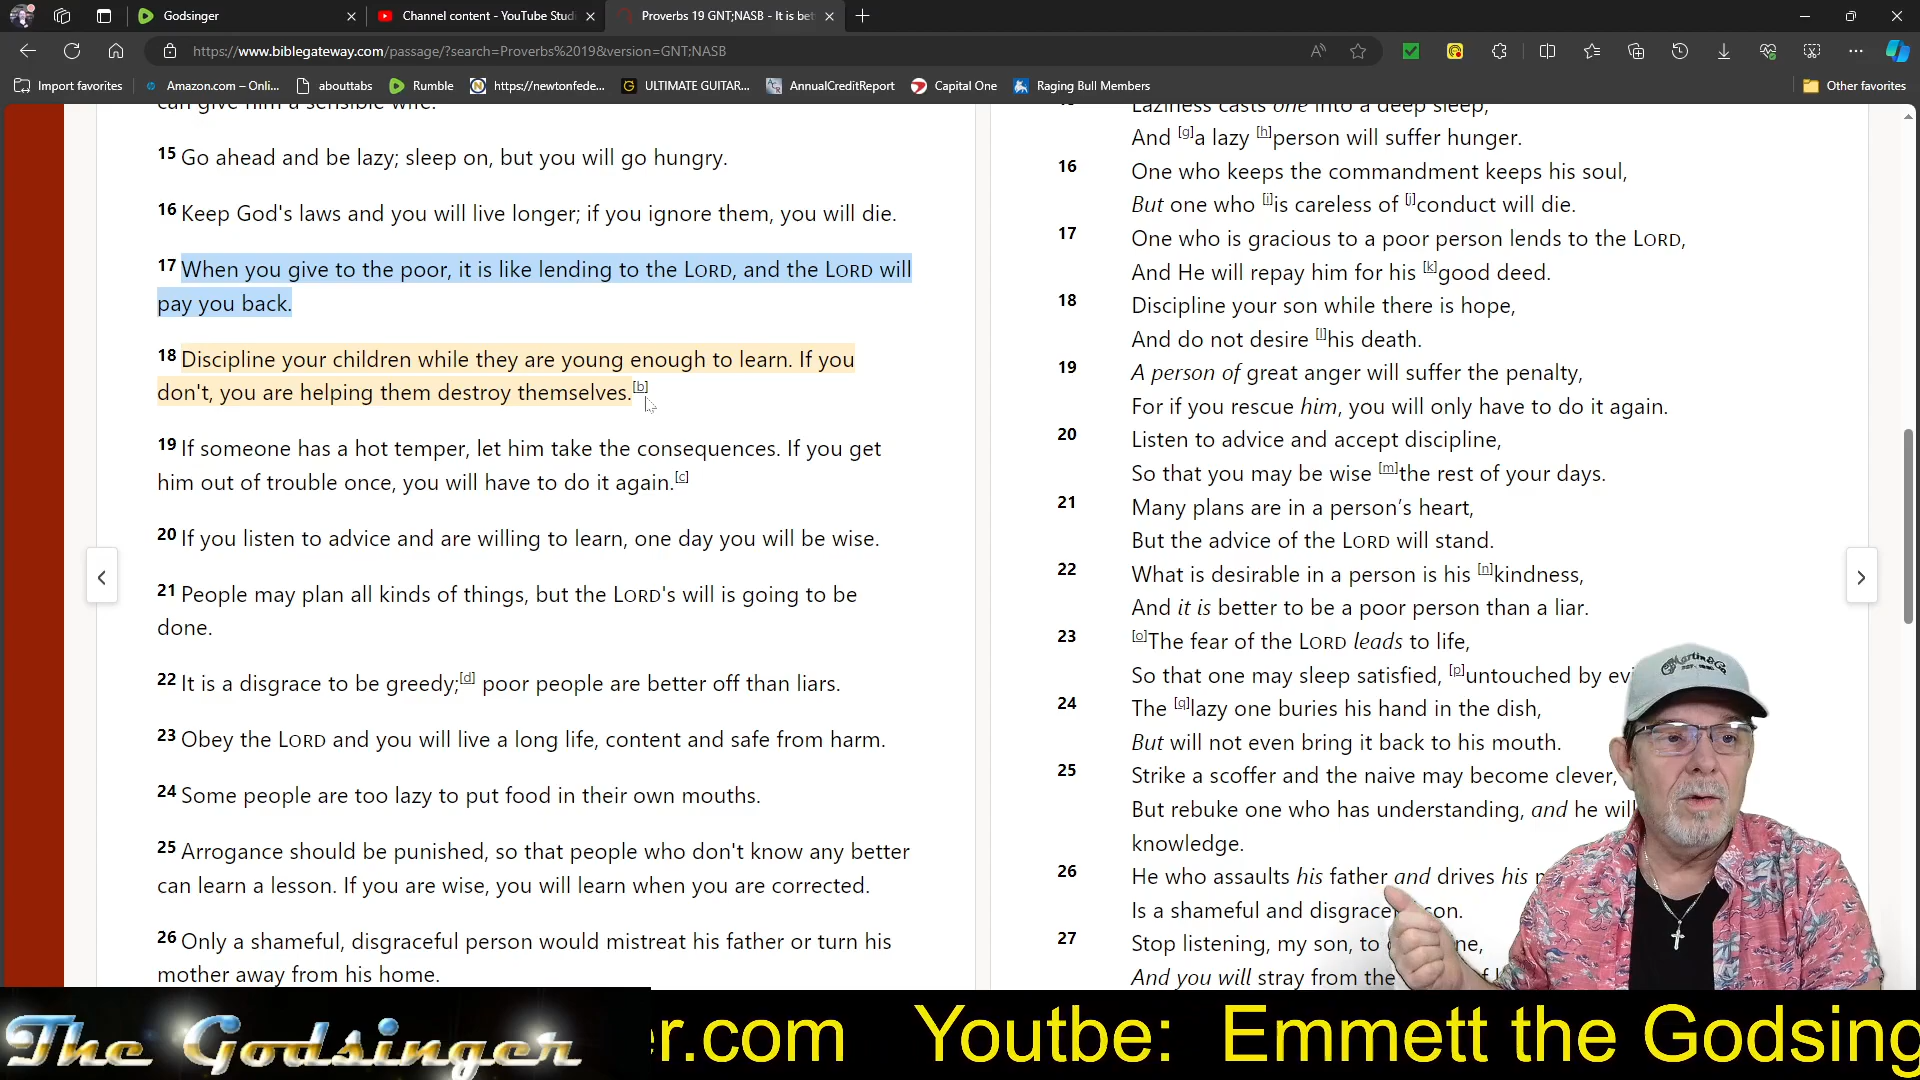 Godsinger
Channel content - YouTube Studi
Proverbs 19 GNT;NASB - It is bet
https://www.biblegateway.com/passage/?search=Proverbs%2019&version=GNT;NASB
Import favorites
Amazon.com – Onli...
abouttabs
Rumble
https://newtonfede...
ULTIMATE GUITAR...
AnnualCreditReport
Capital One
Raging Bull Members
Other favorites
can give him a sensible wife.
15 Go ahead and be lazy; sleep on, but you will go hungry.
16 Keep God's laws and you will live longer; if you ignore them, you will die.
17 When you give to the poor, it is like lending to the LORD, and the LORD will
pay you back.
18 Discipline your children while they are young enough to learn. If you
don't, you are helping them destroy themselves.[b]
19 If someone has a hot temper, let him take the consequences. If you get
him out of trouble once, you will have to do it again.[c]
20 If you listen to advice and are willing to learn, one day you will be wise.
21 People may plan all kinds of things, but the LORD's will is going to be
done.
22 It is a disgrace to be greedy;[d] poor people are better off than liars.
23 Obey the LORD and you will live a long life, content and safe from harm.
24 Some people are too lazy to put food in their own mouths.
25 Arrogance should be punished, so that people who don't know any better
can learn a lesson. If you are wise, you will learn when you are corrected.
26 Only a shameful, disgraceful person would mistreat his father or turn his
mother away from his home.
Laziness casts one into a deep sleep,
And [g]a lazy [h]person will suffer hunger.
16 One who keeps the commandment keeps his soul,
But one who [i]is careless of [j]conduct will die.
17 One who is gracious to a poor person lends to the LORD,
And He will repay him for his [k]good deed.
18 Discipline your son while there is hope,
And do not desire [l]his death.
19 A person of great anger will suffer the penalty,
For if you rescue him, you will only have to do it again.
20 Listen to advice and accept discipline,
So that you may be wise [m]the rest of your days.
21 Many plans are in a person's heart,
But the advice of the LORD will stand.
22 What is desirable in a person is his [n]kindness,
And it is better to be a poor person than a liar.
23 [o]The fear of the LORD leads to life,
So that one may sleep satisfied, [p]untouched by evi
24 The [q]lazy one buries his hand in the dish,
But will not even bring it back to his mouth.
25 Strike a scoffer and the naive may become clever,
But rebuke one who has understanding, and he will
knowledge.
26 He who assaults his father and drives his
Is a shameful and disgrace son.
27 Stop listening, my son, to
And you will stray from the
Martin & Co
EST. 1833
The Godsinger
r.com Youtbe: Emmett the Godsing